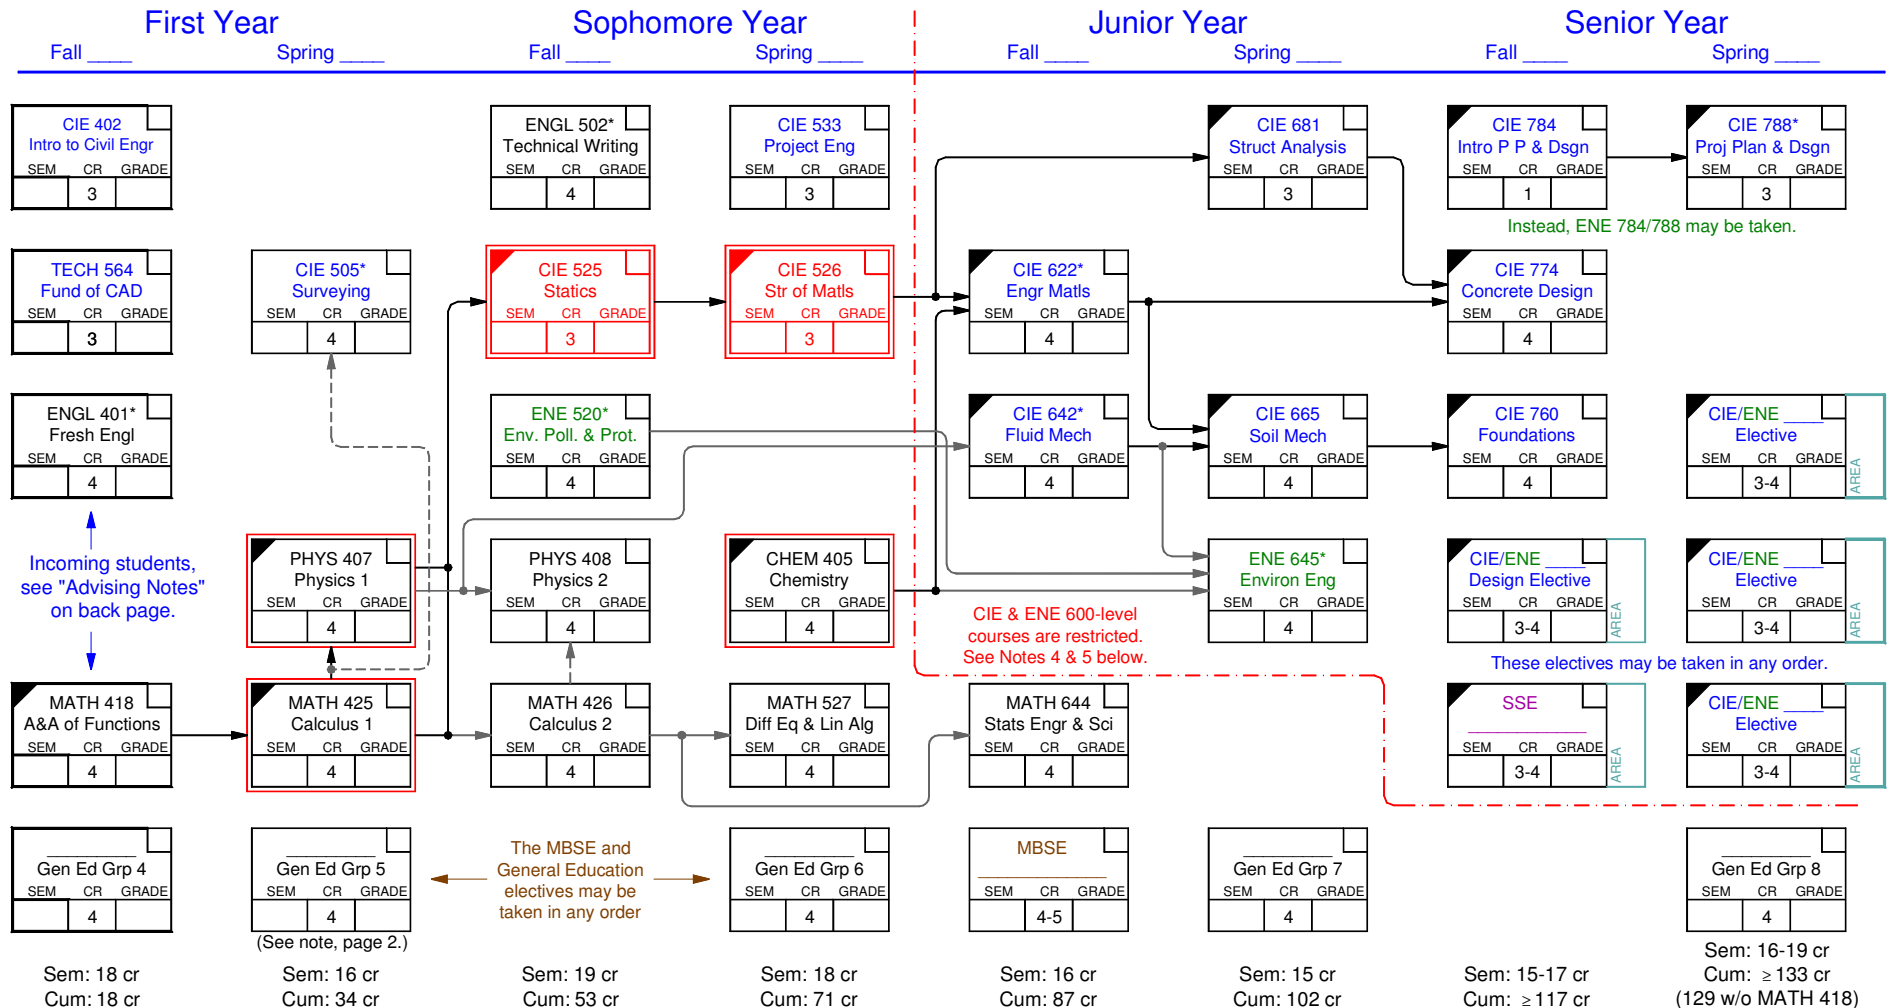 First Year
Sophomore Year
Junior Year
Senior Year
Fall ____
Spring ____
Fall ____
Spring ____
Fall ____
Spring ____
Fall ____
Spring ____
CIE 402
Intro to Civil Engr
SEM CR GRADE
3
ENGL 502*
Technical Writing
SEM CR GRADE
4
CIE 533
Project Eng
SEM CR GRADE
3
CIE 681
Struct Analysis
SEM CR GRADE
3
CIE 784
Intro P P & Dsgn
SEM CR GRADE
1
CIE 788*
Proj Plan & Dsgn
SEM CR GRADE
3
Instead, ENE 784/788 may be taken.
TECH 564
Fund of CAD
SEM CR GRADE
3
CIE 505*
Surveying
SEM CR GRADE
4
CIE 525
Statics
SEM CR GRADE
3
CIE 526
Str of Matls
SEM CR GRADE
3
CIE 622*
Engr Matls
SEM CR GRADE
4
CIE 774
Concrete Design
SEM CR GRADE
4
ENGL 401*
Fresh Engl
SEM CR GRADE
4
ENE 520*
Env. Poll. & Prot.
SEM CR GRADE
4
CIE 642*
Fluid Mech
SEM CR GRADE
4
CIE 665
Soil Mech
SEM CR GRADE
4
CIE 760
Foundations
SEM CR GRADE
4
CIE/ENE ____
Elective
SEM CR GRADE
3-4
AREA
Incoming students,
see "Advising Notes"
on back page.
PHYS 407
Physics 1
SEM CR GRADE
4
PHYS 408
Physics 2
SEM CR GRADE
4
CHEM 405
Chemistry
SEM CR GRADE
4
CIE & ENE 600-level
courses are restricted.
See Notes 4 & 5 below.
ENE 645*
Environ Eng
SEM CR GRADE
4
CIE/ENE ____
Design Elective
SEM CR GRADE
3-4
AREA
CIE/ENE ____
Elective
SEM CR GRADE
3-4
AREA
These electives may be taken in any order.
MATH 418
A&A of Functions
SEM CR GRADE
4
MATH 425
Calculus 1
SEM CR GRADE
4
MATH 426
Calculus 2
SEM CR GRADE
4
MATH 527
Diff Eq & Lin Alg
SEM CR GRADE
4
MATH 644
Stats Engr & Sci
SEM CR GRADE
4
SSE
____________
SEM CR GRADE
3-4
AREA
CIE/ENE ____
Elective
SEM CR GRADE
3-4
AREA
_________
Gen Ed Grp 4
SEM CR GRADE
4
_________
Gen Ed Grp 5
SEM CR GRADE
4
(See note, page 2.)
The MBSE and
General Education
electives may be
taken in any order
_________
Gen Ed Grp 6
SEM CR GRADE
4
MBSE
_____________
SEM CR GRADE
4-5
_________
Gen Ed Grp 7
SEM CR GRADE
4
_________
Gen Ed Grp 8
SEM CR GRADE
4
Sem: 18 cr
Cum: 18 cr
Sem: 16 cr
Cum: 34 cr
Sem: 19 cr
Cum: 53 cr
Sem: 18 cr
Cum: 71 cr
Sem: 16 cr
Cum: 87 cr
Sem: 15 cr
Cum: 102 cr
Sem: 15-17 cr
Cum: ≥117 cr
Sem: 16-19 cr
Cum: ≥133 cr
(129 w/o MATH 418)